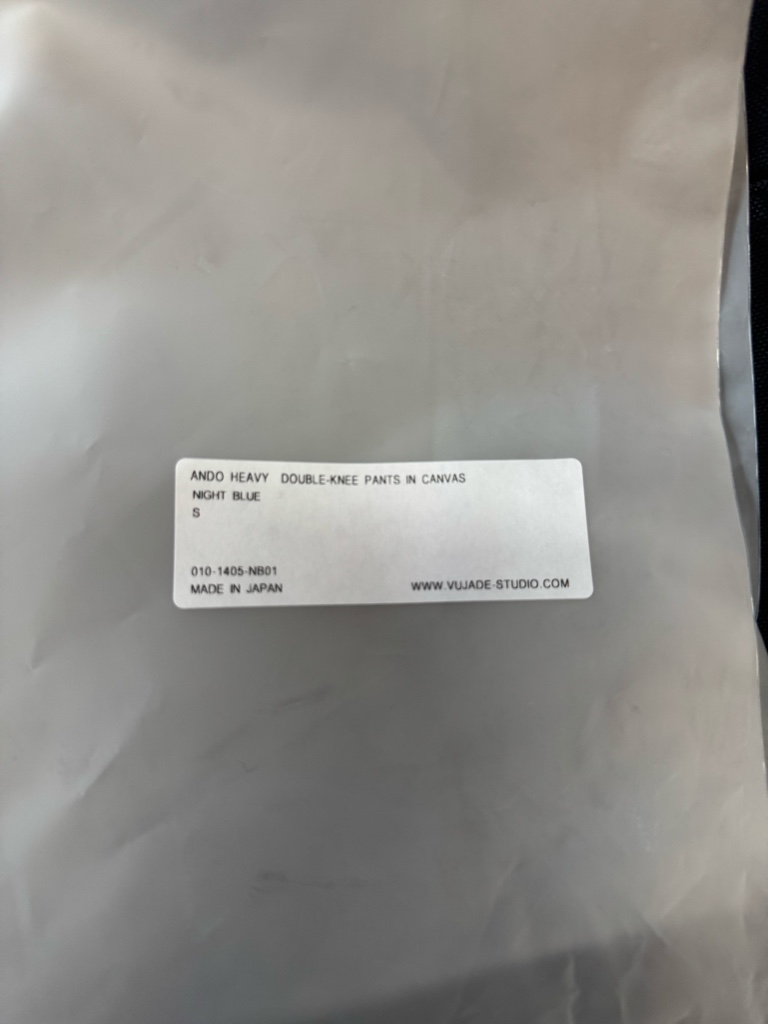 ANDO HEAVY DOUBLE-KNEE PANTS IN CANVAS
NIGHT BLUE
S
010-1405-NB01
MADE IN JAPAN WWW.VUJADE-STUDIO.COM